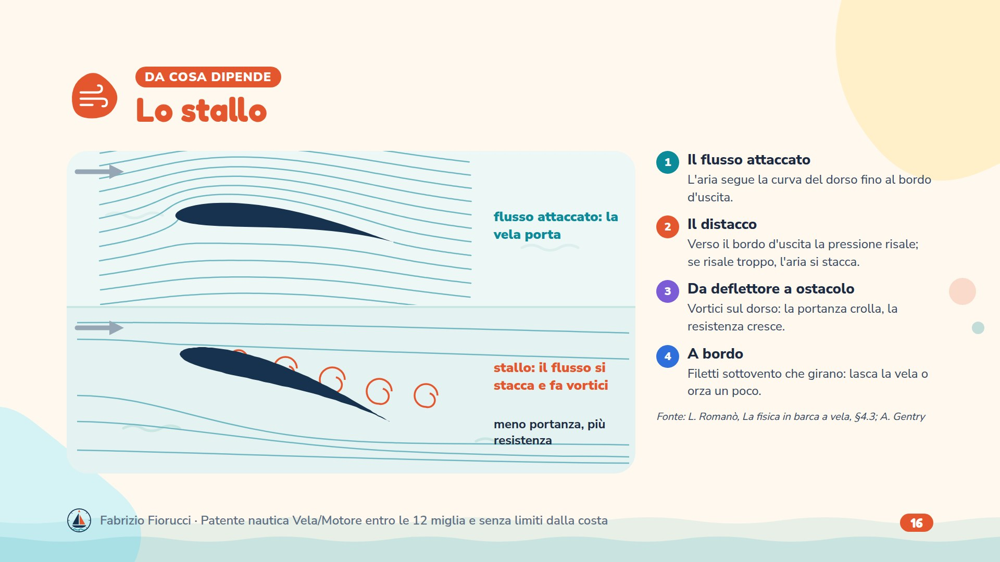 DA COSA DIPENDE
Lo stallo
flusso attaccato: la
vela porta
stallo: il flusso si
stacca e fa vortici
meno portanza, più
resistenza
1
Il flusso attaccato
L'aria segue la curva del dorso fino al bordo
d'uscita.
2
Il distacco
Verso il bordo d'uscita la pressione risale;
se risale troppo, l'aria si stacca.
3
Da deflettore a ostacolo
Vortici sul dorso: la portanza crolla, la
resistenza cresce.
4
A bordo
Filetti sottovento che girano: lasca la vela o
orza un poco.
Fonte: L. Romanò, La fisica in barca a vela, §4.3; A. Gentry
Fabrizio Fiorucci · Patente nautica Vela/Motore entro le 12 miglia e senza limiti dalla costa
16